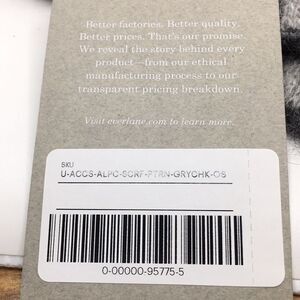 Better factories. Better quality.
Better prices. That's our promise.
We reveal the story behind every
product—from our ethical
manufacturing process to our
transparent pricing breakdown.
Visit everlane.com to learn more.
SKU
U-ACCS-ALPC-SCRF-PTRN-GRYCHK-OS
0-00000-95775-5